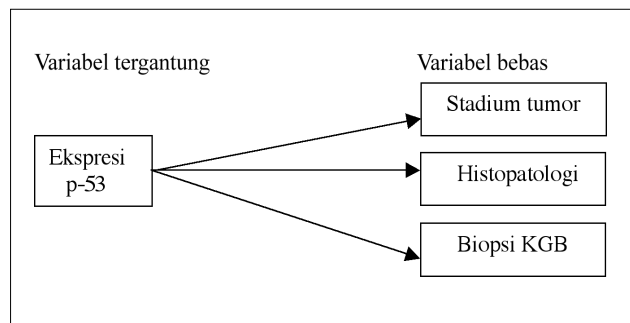 Variabel tergantung
Variabel bebas
Stadium tumor
Ekspresi
p-53
Histopatologi
Biopsi KGB